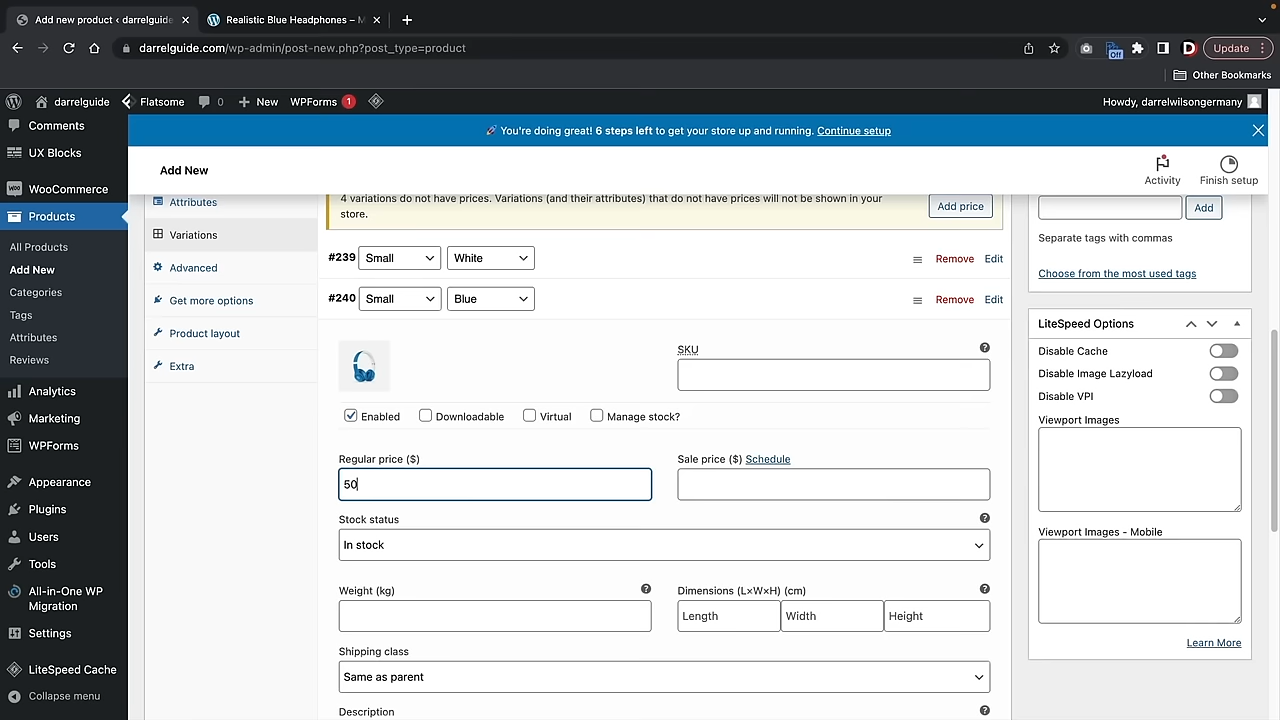 Add new product ‹ darrelguide
Realistic Blue Headphones – M
darrelguide.com/wp-admin/post-new.php?post_type=product
Off
D
Update
Other Bookmarks
darrelguide
Flatsome
0
New
WPForms 1
Howdy, darrelwilsongermany
Comments
UX Blocks
WooCommerce
Products
All Products
Add New
Categories
Tags
Attributes
Reviews
Analytics
Marketing
WPForms
Appearance
Plugins
Users
Tools
All-in-One WP
Migration
Settings
LiteSpeed Cache
Collapse menu
🚀 You're doing great! 6 steps left to get your store up and running. Continue setup
Add New
Activity
Finish setup
Attributes
Variations
Advanced
Get more options
Product layout
Extra
4 variations do not have prices. Variations (and their attributes) that do not have prices will not be shown in your
store.
Add price
#239 Small White Remove Edit
#240 Small Blue Remove Edit
SKU
Enabled Downloadable Virtual Manage stock?
Regular price ($)
50
Sale price ($) Schedule
Stock status
In stock
Weight (kg)
Dimensions (L×W×H) (cm)
Length Width Height
Shipping class
Same as parent
Description
Add
Separate tags with commas
Choose from the most used tags
LiteSpeed Options
Disable Cache
Disable Image Lazyload
Disable VPI
Viewport Images
Viewport Images - Mobile
Learn More